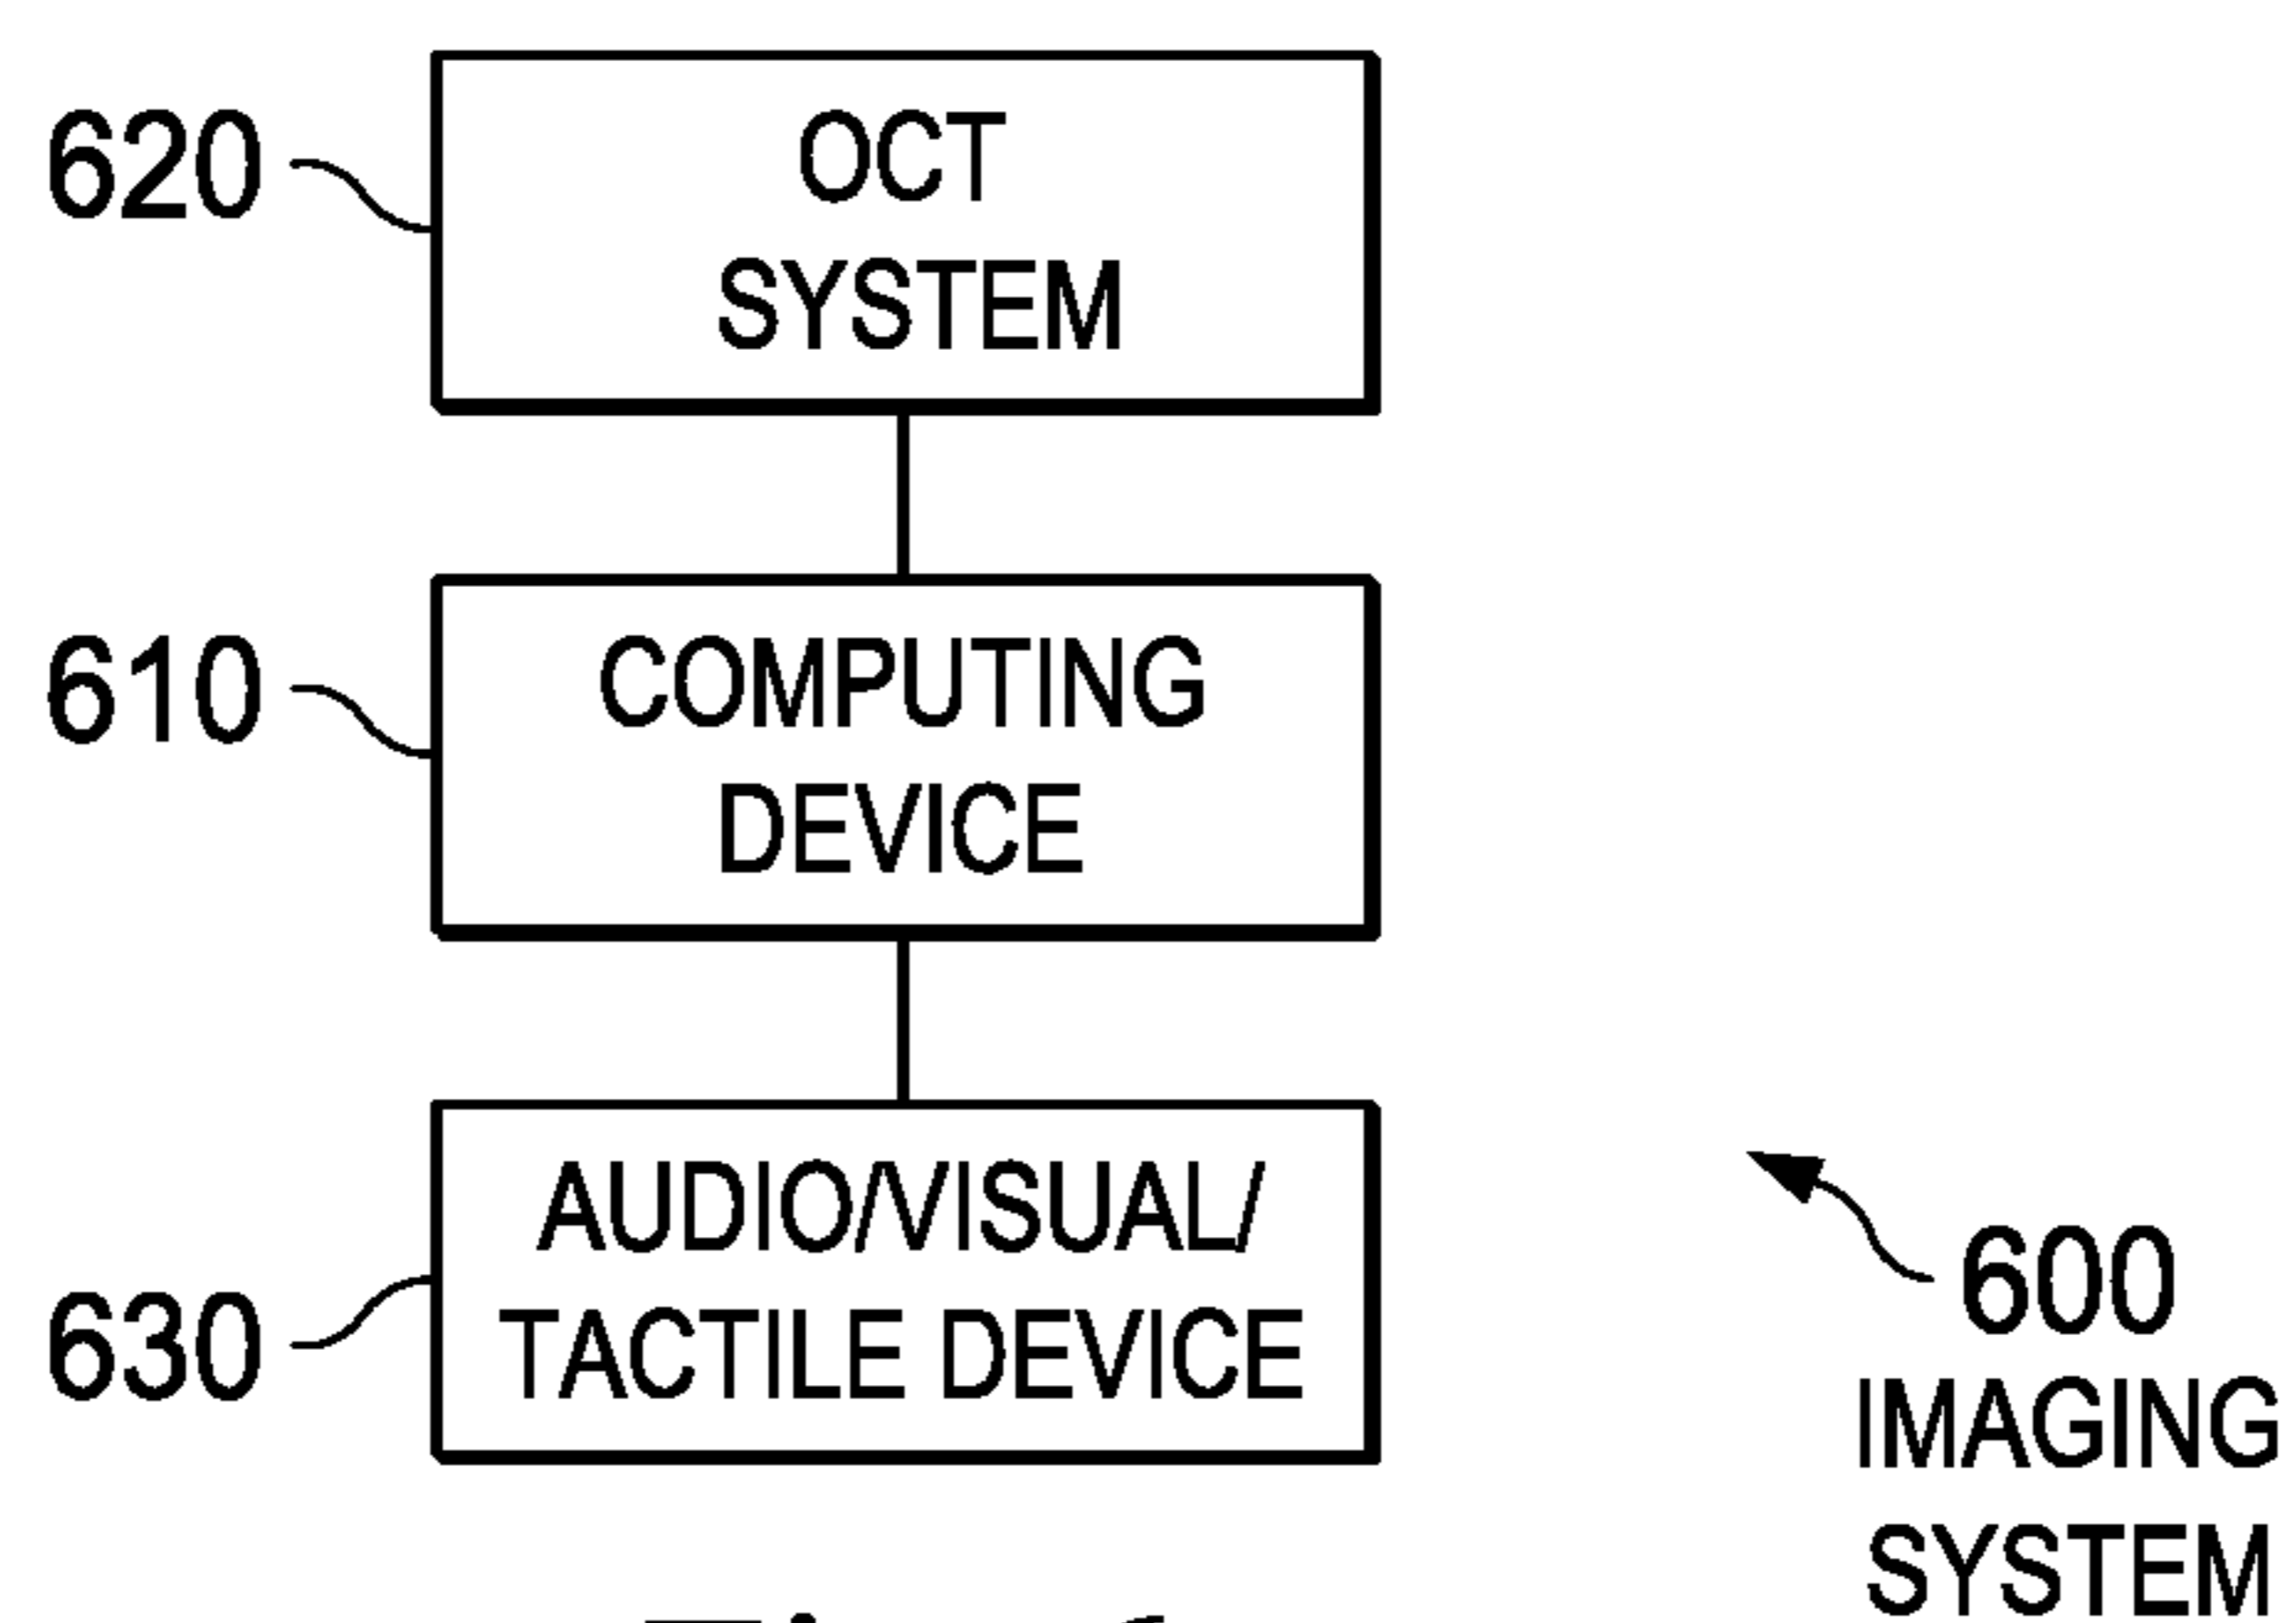 620
OCT
SYSTEM
610
COMPUTING
DEVICE
630
AUDIO/VISUAL/
TACTILE DEVICE
600
IMAGING
SYSTEM